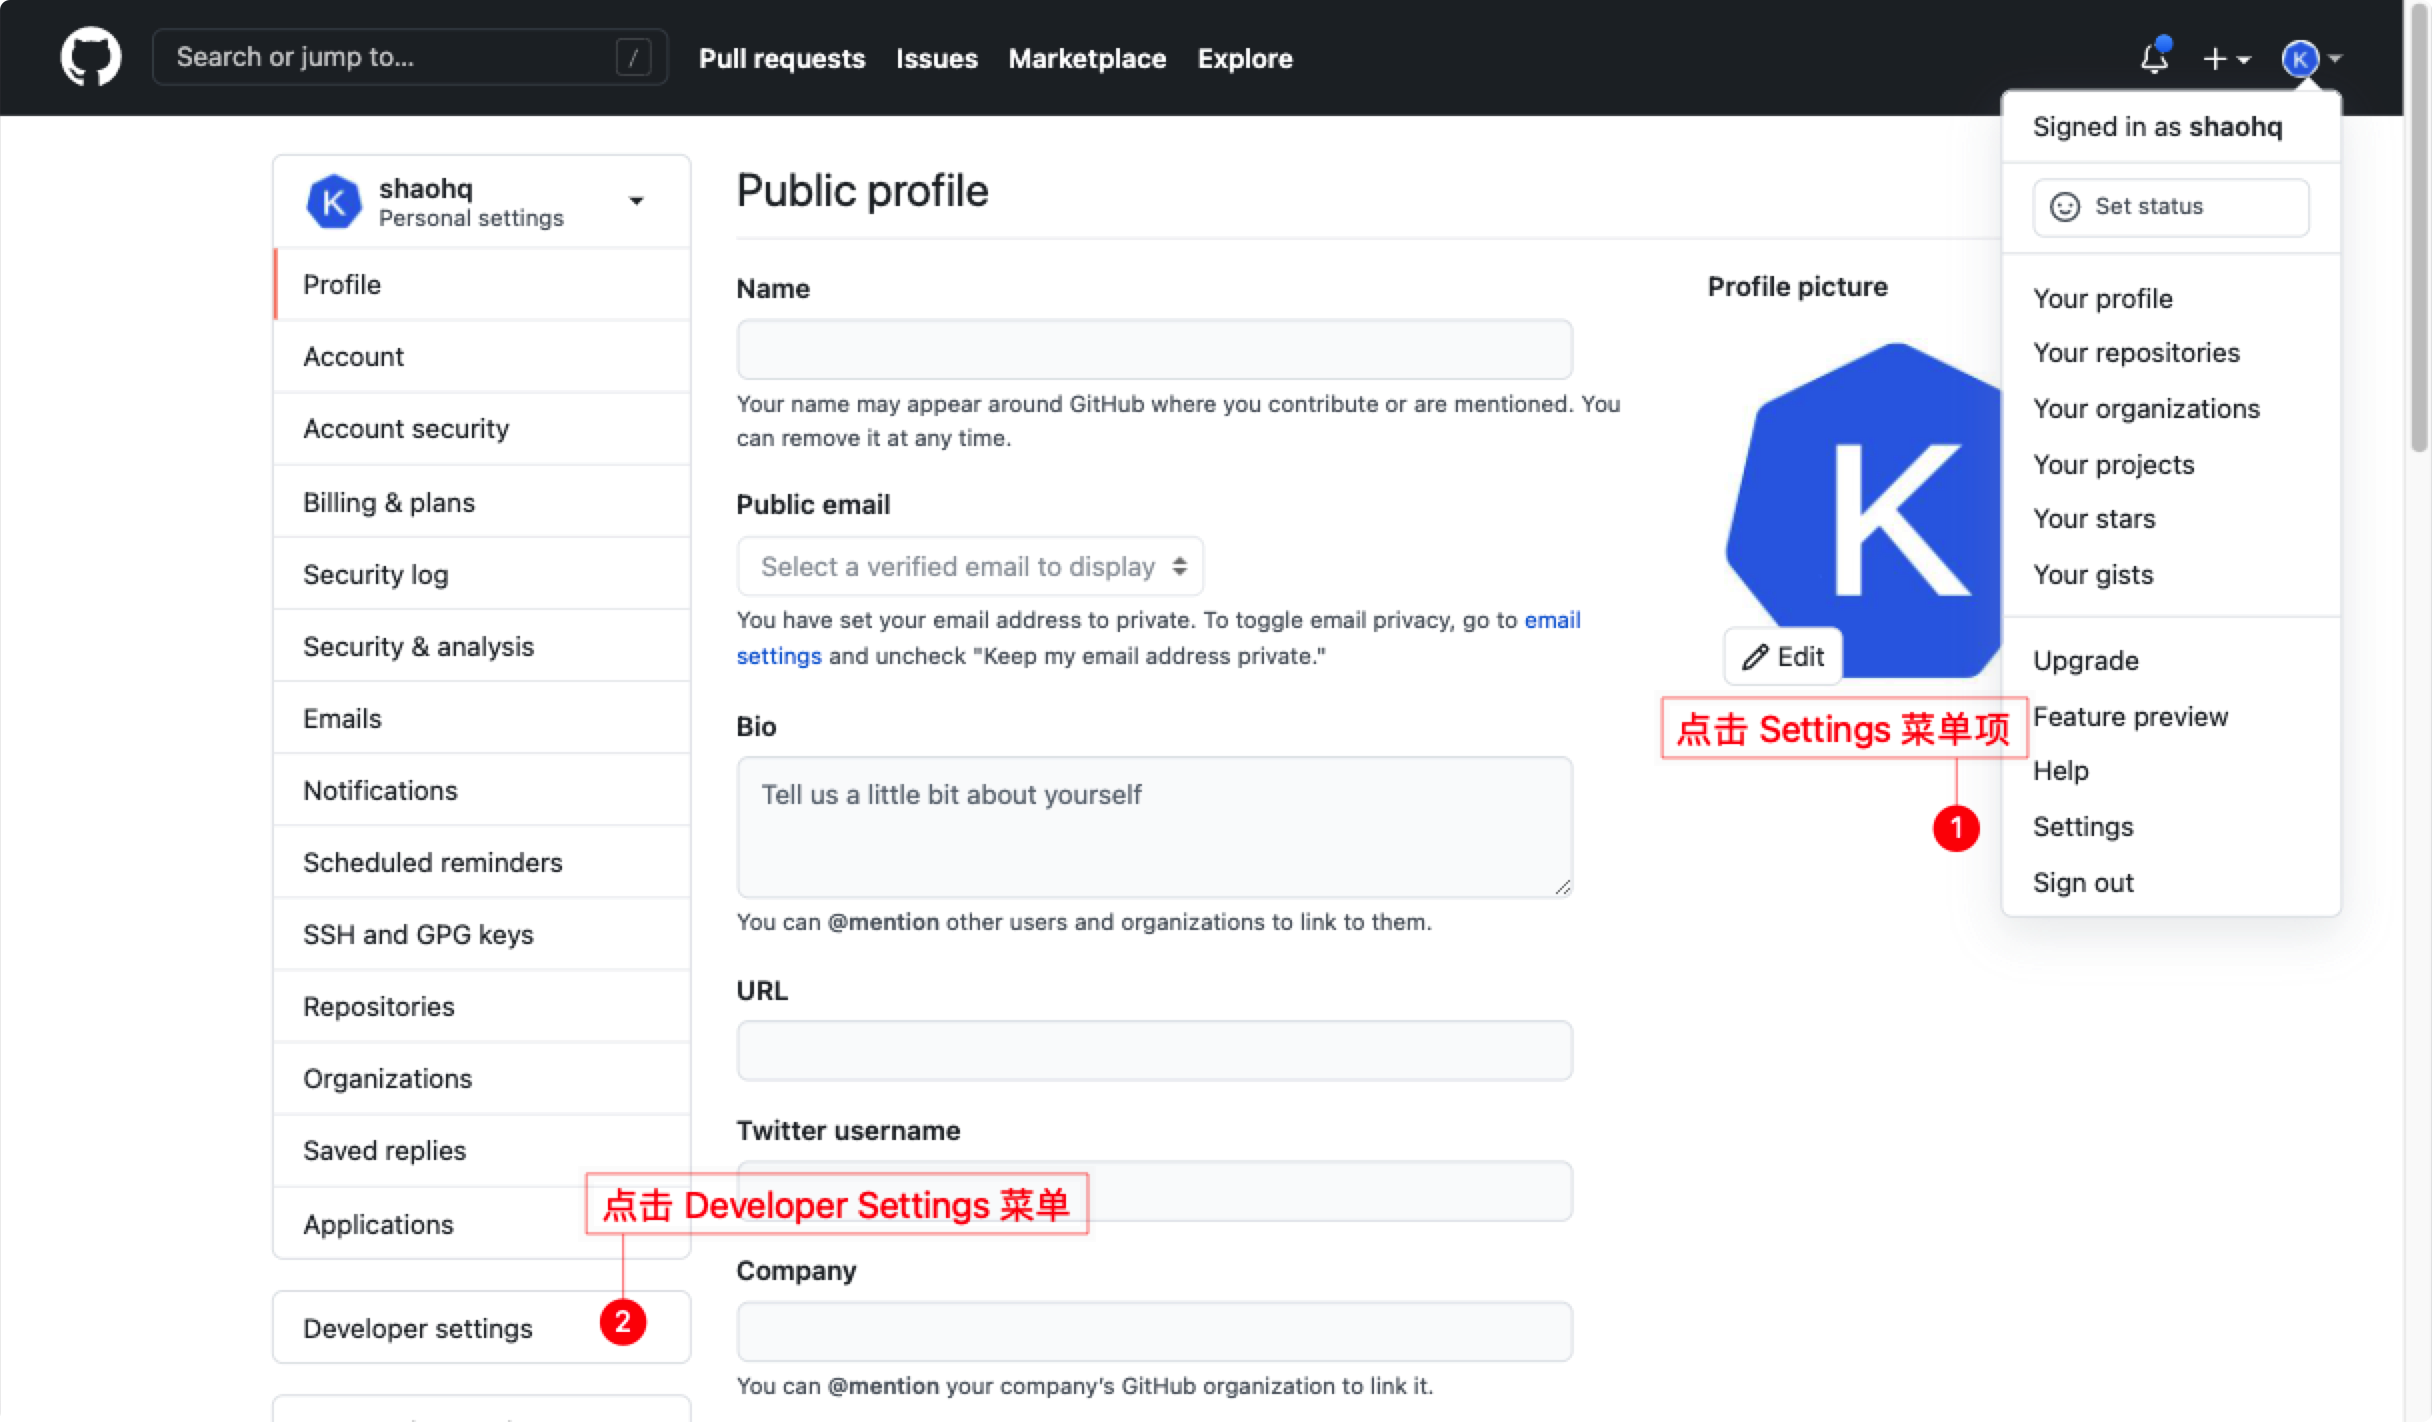 Search or jump to...
/
Pull requests
Issues
Marketplace
Explore
K
Signed in as shaohq
Set status
Your profile
Your repositories
Your organizations
Your projects
Your stars
Your gists
Upgrade
Feature preview
Help
Settings
Sign out
K
shaohq
Personal settings
Profile
Account
Account security
Billing & plans
Security log
Security & analysis
Emails
Notifications
Scheduled reminders
SSH and GPG keys
Repositories
Organizations
Saved replies
Applications
Developer settings
Public profile
Name
Your name may appear around GitHub where you contribute or are mentioned. You
can remove it at any time.
Public email
Select a verified email to display
You have set your email address to private. To toggle email privacy, go to email
settings and uncheck "Keep my email address private."
Bio
Tell us a little bit about yourself
You can @mention other users and organizations to link to them.
URL
Twitter username
Company
You can @mention your company's GitHub organization to link it.
Profile picture
K
Edit
点击 Settings 菜单项
1
点击 Developer Settings 菜单
2